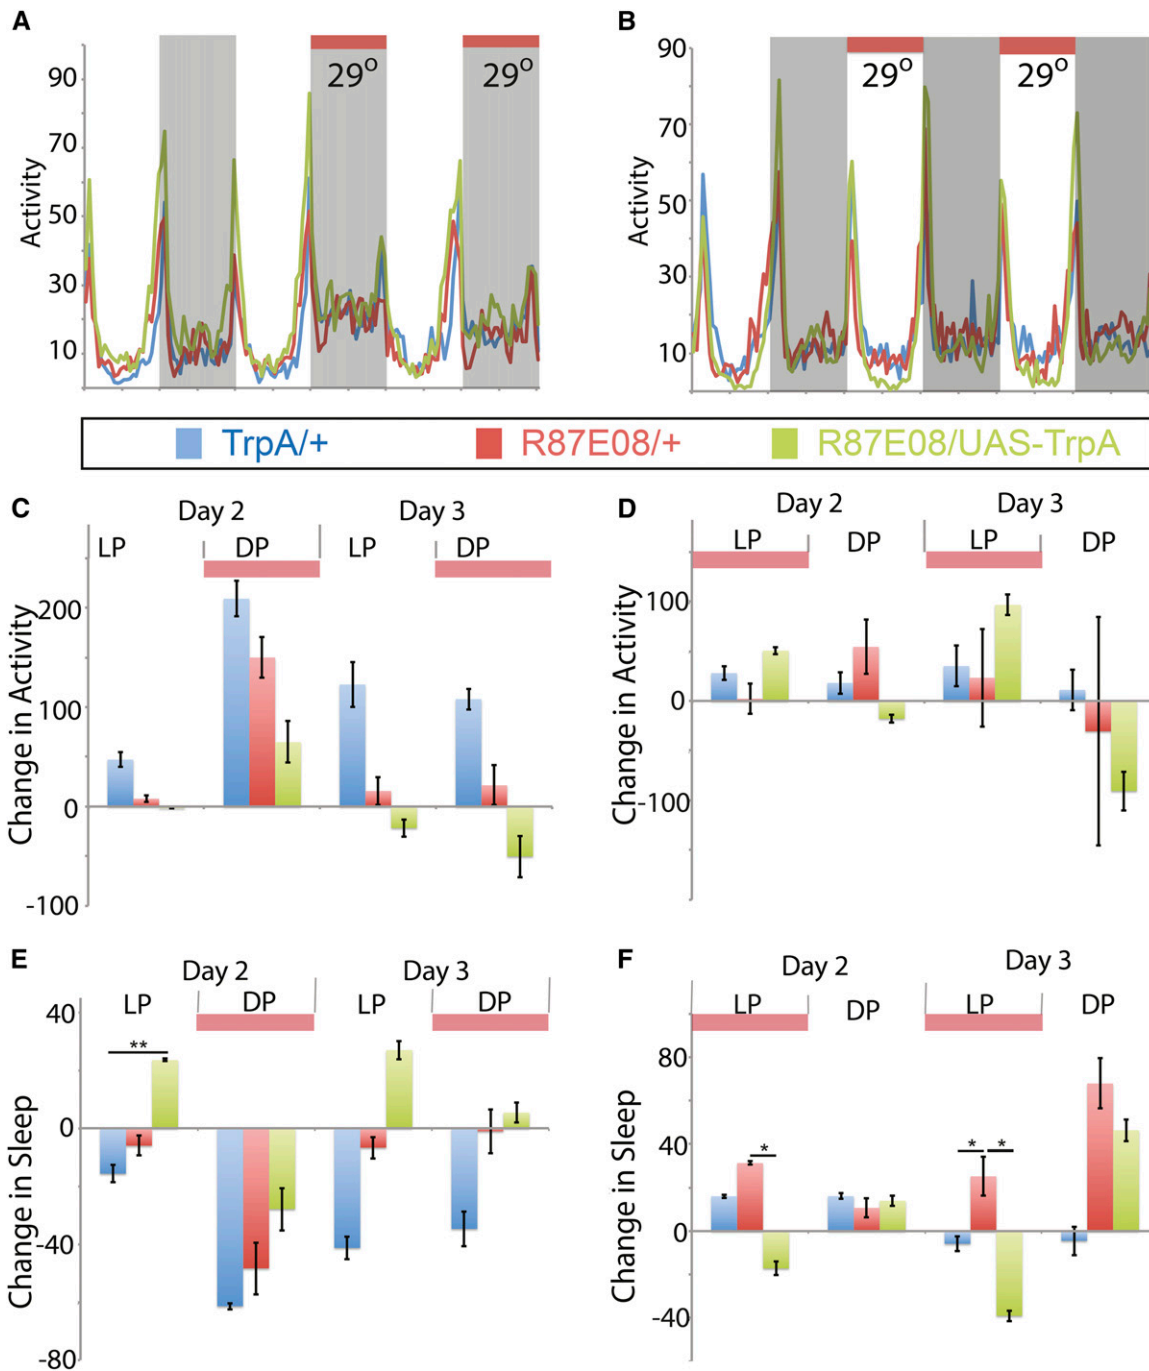 A
29°
29°
90
70
50
30
10
Activity
B
29°
29°
90
70
50
30
10
Activity
TrpA/+
R87E08/+
R87E08/UAS-TrpA
C
Day 2
Day 3
LP
DP
LP
DP
200
100
0
-100
Change in Activity
D
Day 2
Day 3
LP
DP
LP
DP
100
0
-100
Change in Activity
E
Day 2
Day 3
LP
DP
LP
DP
40
**
0
-40
-80
Change in Sleep
F
Day 2
Day 3
LP
DP
LP
DP
80
40
*
*
*
0
-40
Change in Sleep